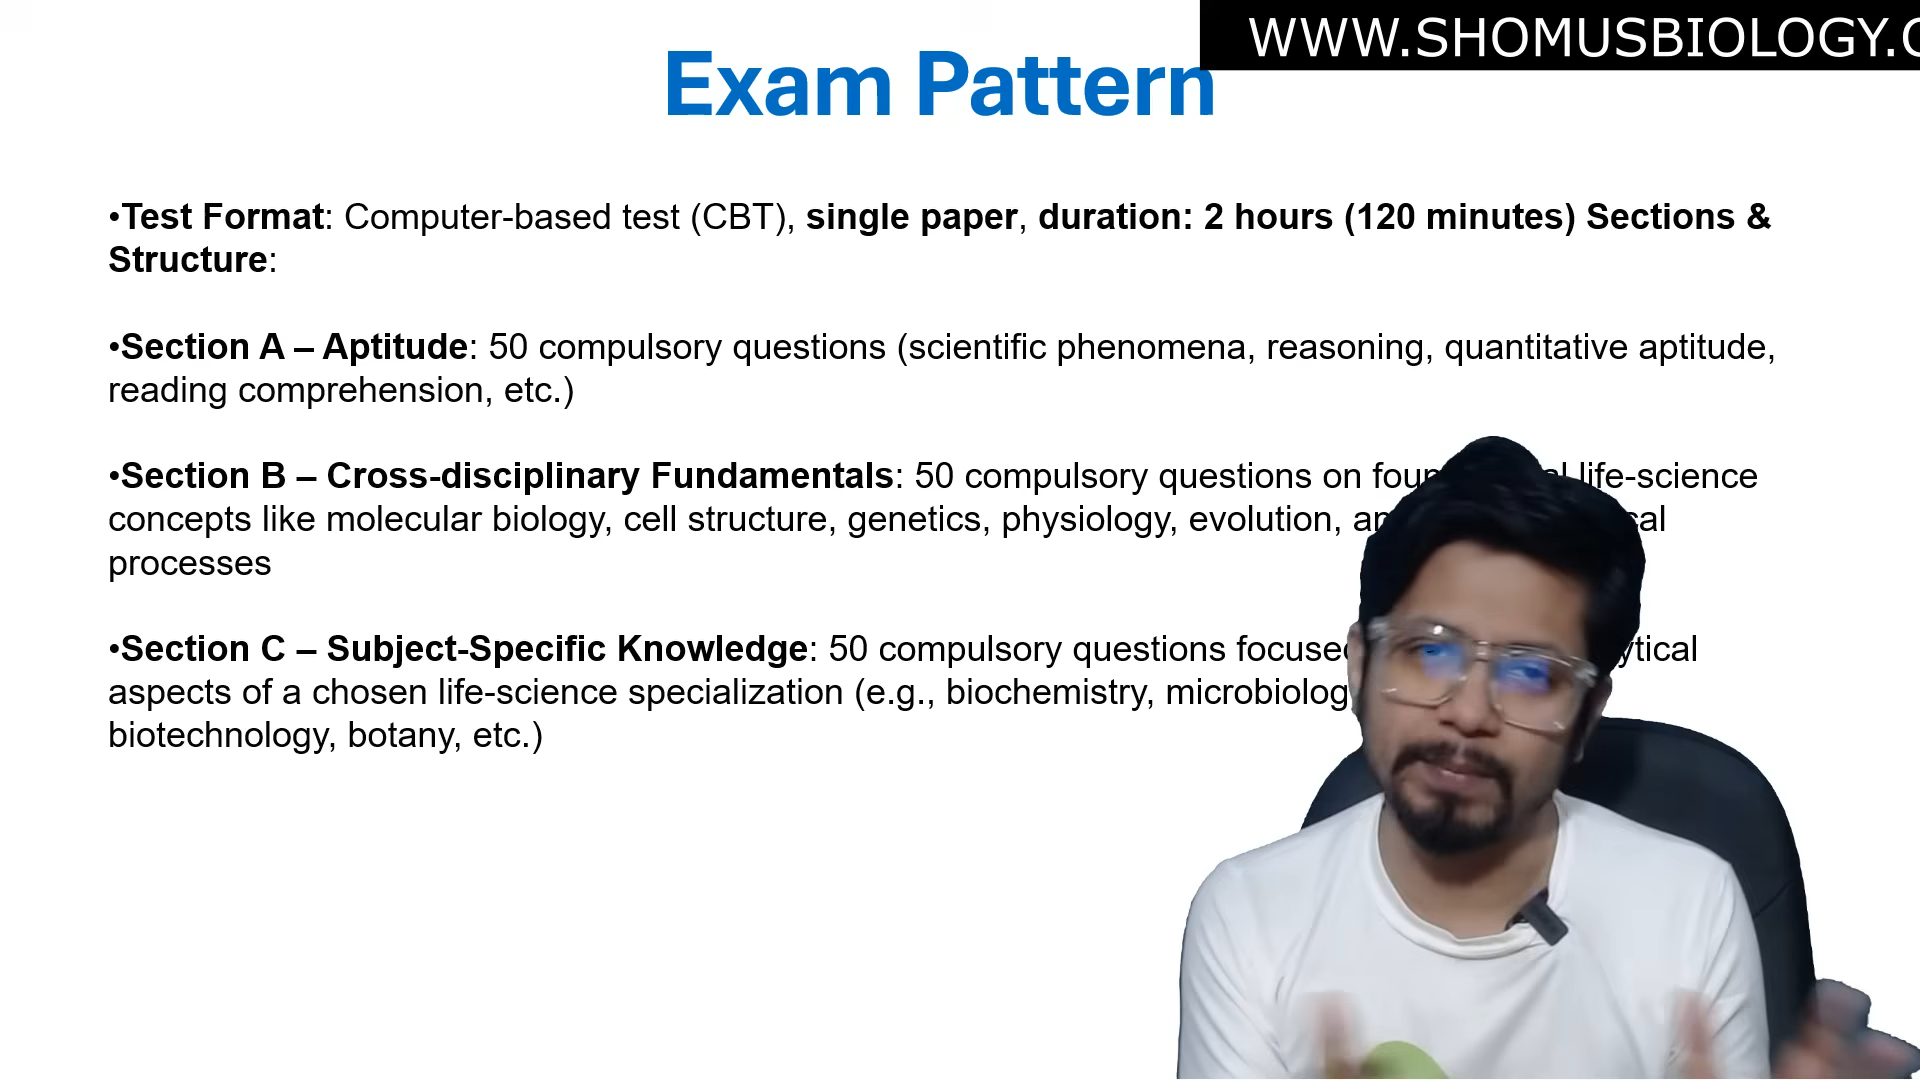 WWW.SHOMUSBIOLOGY.C
Exam Pattern
•Test Format: Computer-based test (CBT), single paper, duration: 2 hours (120 minutes) Sections &
Structure:
•Section A – Aptitude: 50 compulsory questions (scientific phenomena, reasoning, quantitative aptitude,
reading comprehension, etc.)
•Section B – Cross-disciplinary Fundamentals: 50 compulsory questions on life-science
concepts like molecular biology, cell structure, genetics, physiology, evolution,
processes
•Section C – Subject-Specific Knowledge: 50 compulsory questions
aspects of a chosen life-science specialization (e.g., biochemistry,
biotechnology, botany, etc.)